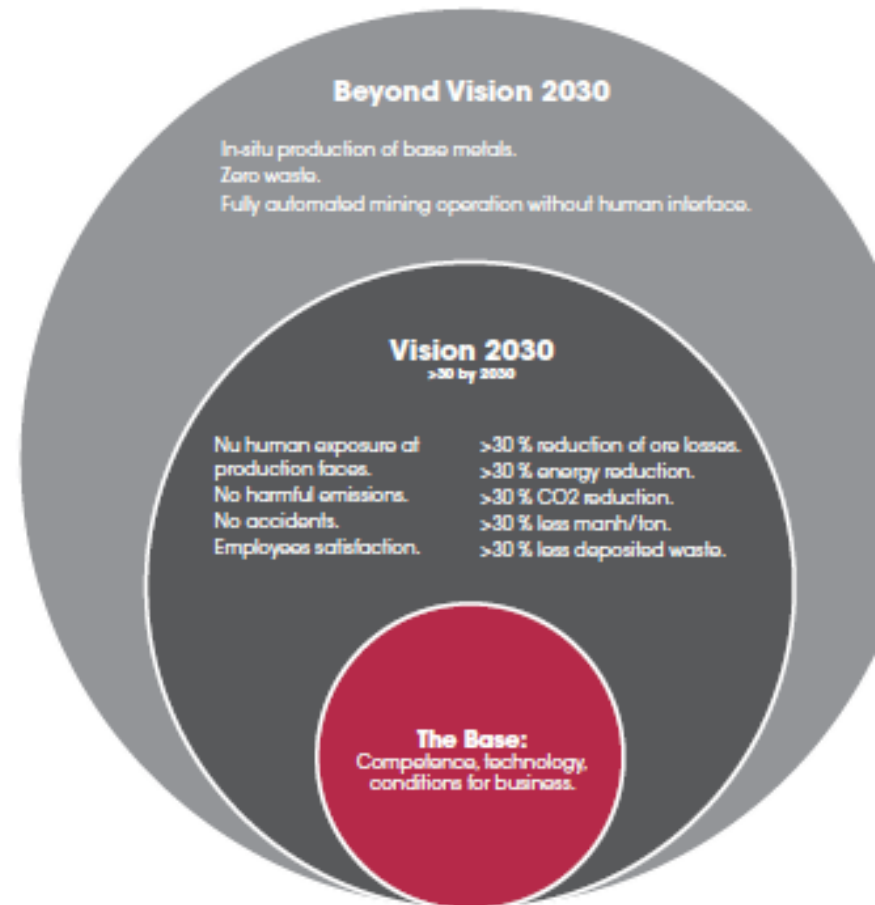 Beyond Vision 2030
In-situ production of base metals.
Zero waste.
Fully automated mining operation without human interface.
Vision 2030
>30 by 2030
Nu human exposure at
production faces.
No harmful emissions.
No accidents.
Employees satisfaction.
>30 % reduction of ore losses.
>30 % energy reduction.
>30 % CO2 reduction.
>30 % less manh/ton.
>30 % less deposited waste.
The Base:
Competence, technology,
conditions for business.